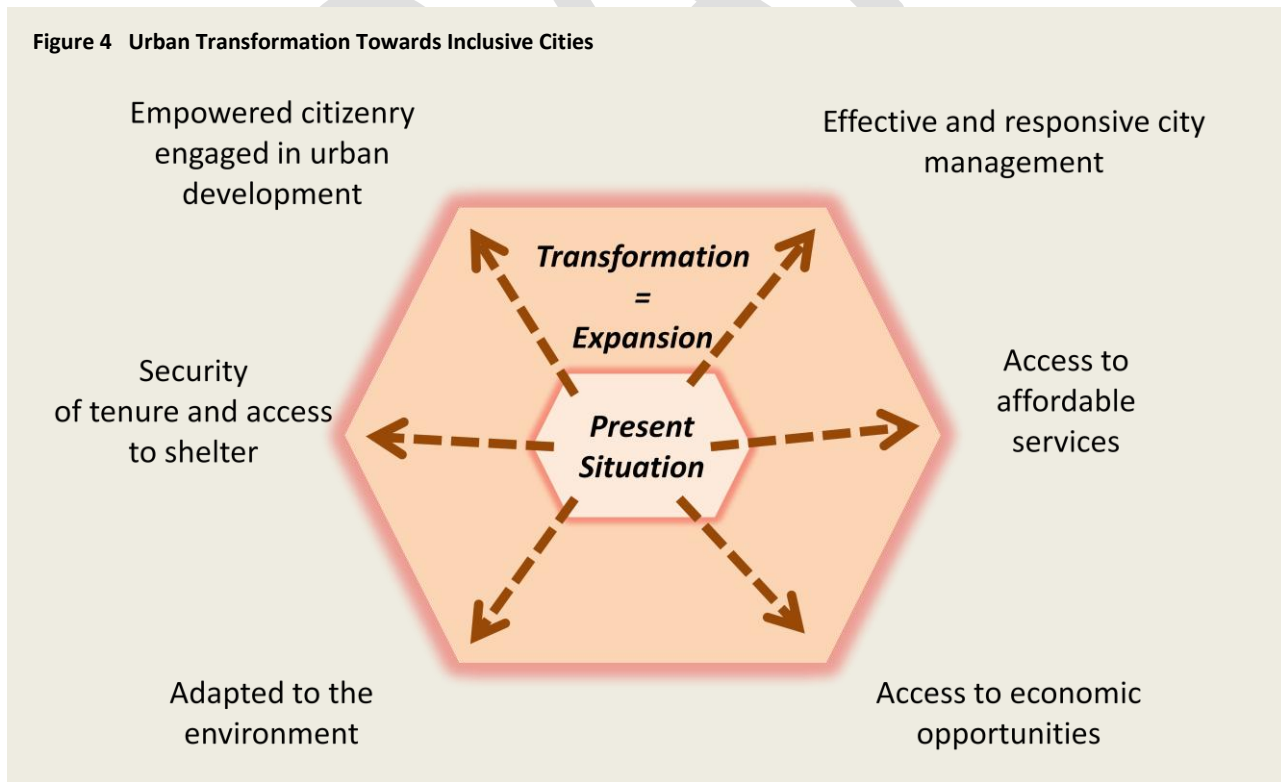 Figure 4 Urban Transformation Towards Inclusive Cities
Empowered citizenry
engaged in urban
development
Effective and responsive city
management
Transformation
=
Expansion
Security
of tenure and access
to shelter
Present
Situation
Access to
affordable
services
Adapted to the
environment
Access to economic
opportunities